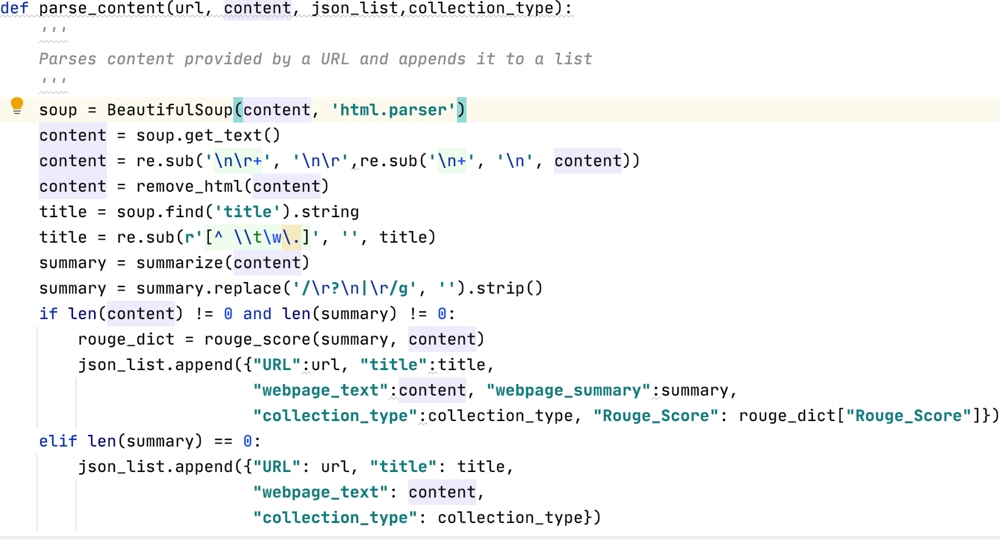 def parse_content(url, content, json_list,collection_type):
    '''
    Parses content provided by a URL and appends it to a list
    '''
    soup = BeautifulSoup(content, 'html.parser')
    content = soup.get_text()
    content = re.sub('\n\r+', '\n\r',re.sub('\n+', '\n', content))
    content = remove_html(content)
    title = soup.find('title').string
    title = re.sub(r'[^ \\t\w\.]', '', title)
    summary = summarize(content)
    summary = summary.replace('/\r?\n|\r/g', '').strip()
    if len(content) != 0 and len(summary) != 0:
        rouge_dict = rouge_score(summary, content)
        json_list.append({"URL":url, "title":title,
                          "webpage_text":content, "webpage_summary":summary,
                          "collection_type":collection_type, "Rouge_Score": rouge_dict["Rouge_Score"]})
    elif len(summary) == 0:
        json_list.append({"URL": url, "title": title,
                          "webpage_text": content,
                          "collection_type": collection_type})